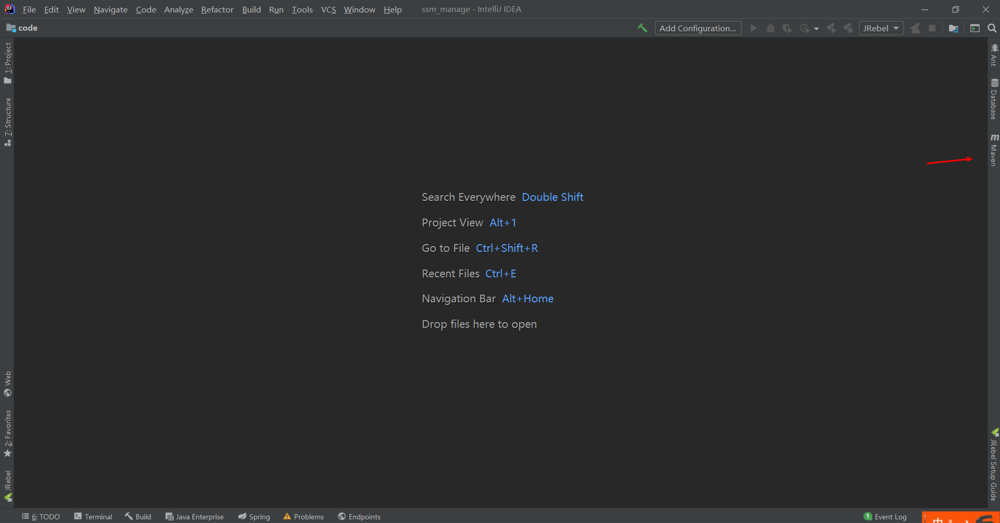 File Edit View Navigate Code Analyze Refactor Build Run Tools VCS Window Help ssm_manage - IntelliJ IDEA
code
Add Configuration...
JRebel
1: Project
7: Structure
Web
2: Favorites
JRebel
Search Everywhere Double Shift
Project View Alt+1
Go to File Ctrl+Shift+R
Recent Files Ctrl+E
Navigation Bar Alt+Home
Drop files here to open
Ant
Database
m Maven
JRebel Setup Guide
6: TODO Terminal Build Java Enterprise Spring Problems Endpoints
1 Event Log
中